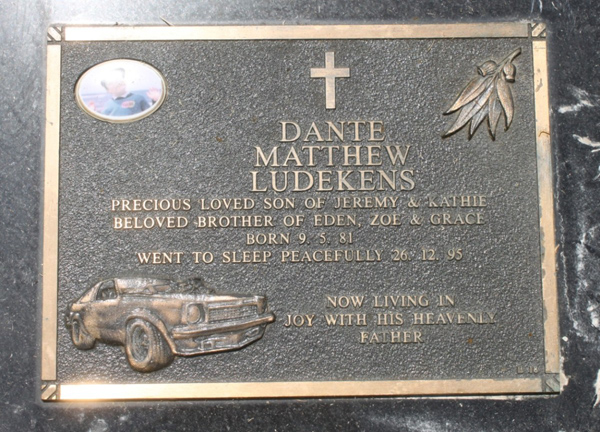 DANTE
MATTHEW
LUDEKENS
PRECIOUS LOVED SON OF JEREMY & KATHIE
BELOVED BROTHER OF EDEN, ZOE & GRACE
BORN 9. 5. 81
WENT TO SLEEP PEACEFULLY 26. 12. 95
NOW LIVING IN
JOY WITH HIS HEAVENLY
FATHER